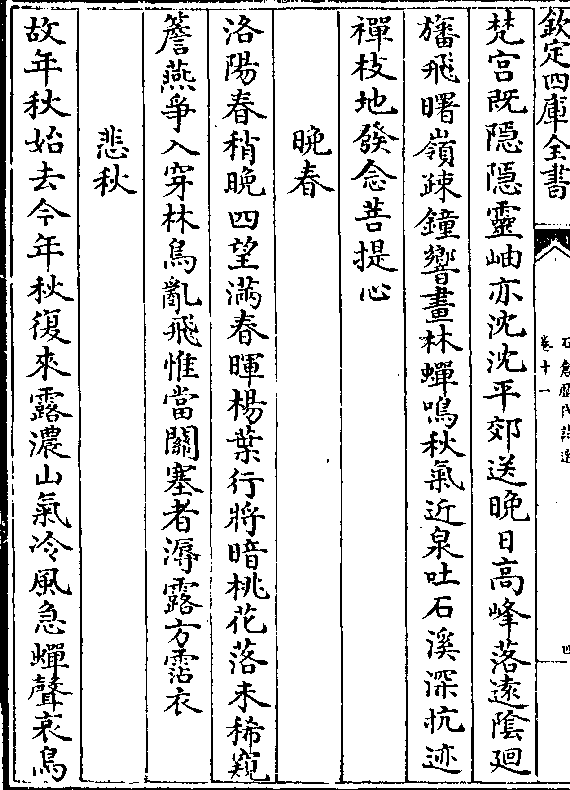 欽定四庫全書
石倉歷代詩選
卷十一
四
楚宫既隱隱靈岫亦沈沈平郊送晚日高峰落遠隂廻
旛飛曙嶺踈鐘響晝林蟬鳴秋氣近泉吐石溪深抗迹
禪枝地發念菩提心
晚春
洛陽春稍晚四望滿春暉楊葉行將暗桃花落未稀窺
簷燕爭入穿林鳥亂飛惟當關塞者溽露方霑衣
悲秋
故年秋始去今年秋復來露濃山氣冷風急蟬聲哀鳥